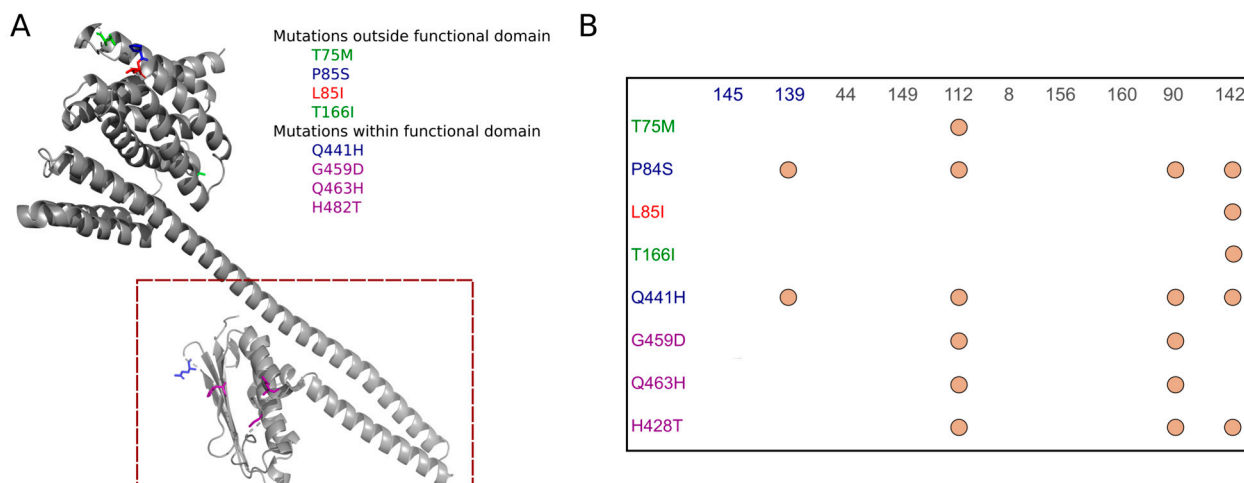 A
Mutations outside functional domain
T75M
P85S
L85I
T166I
Mutations within functional domain
Q441H
G459D
Q463H
H482T
B
145 139 44 149 112 8 156 160 90 142
T75M
P84S
L85I
T166I
Q441H
G459D
Q463H
H428T